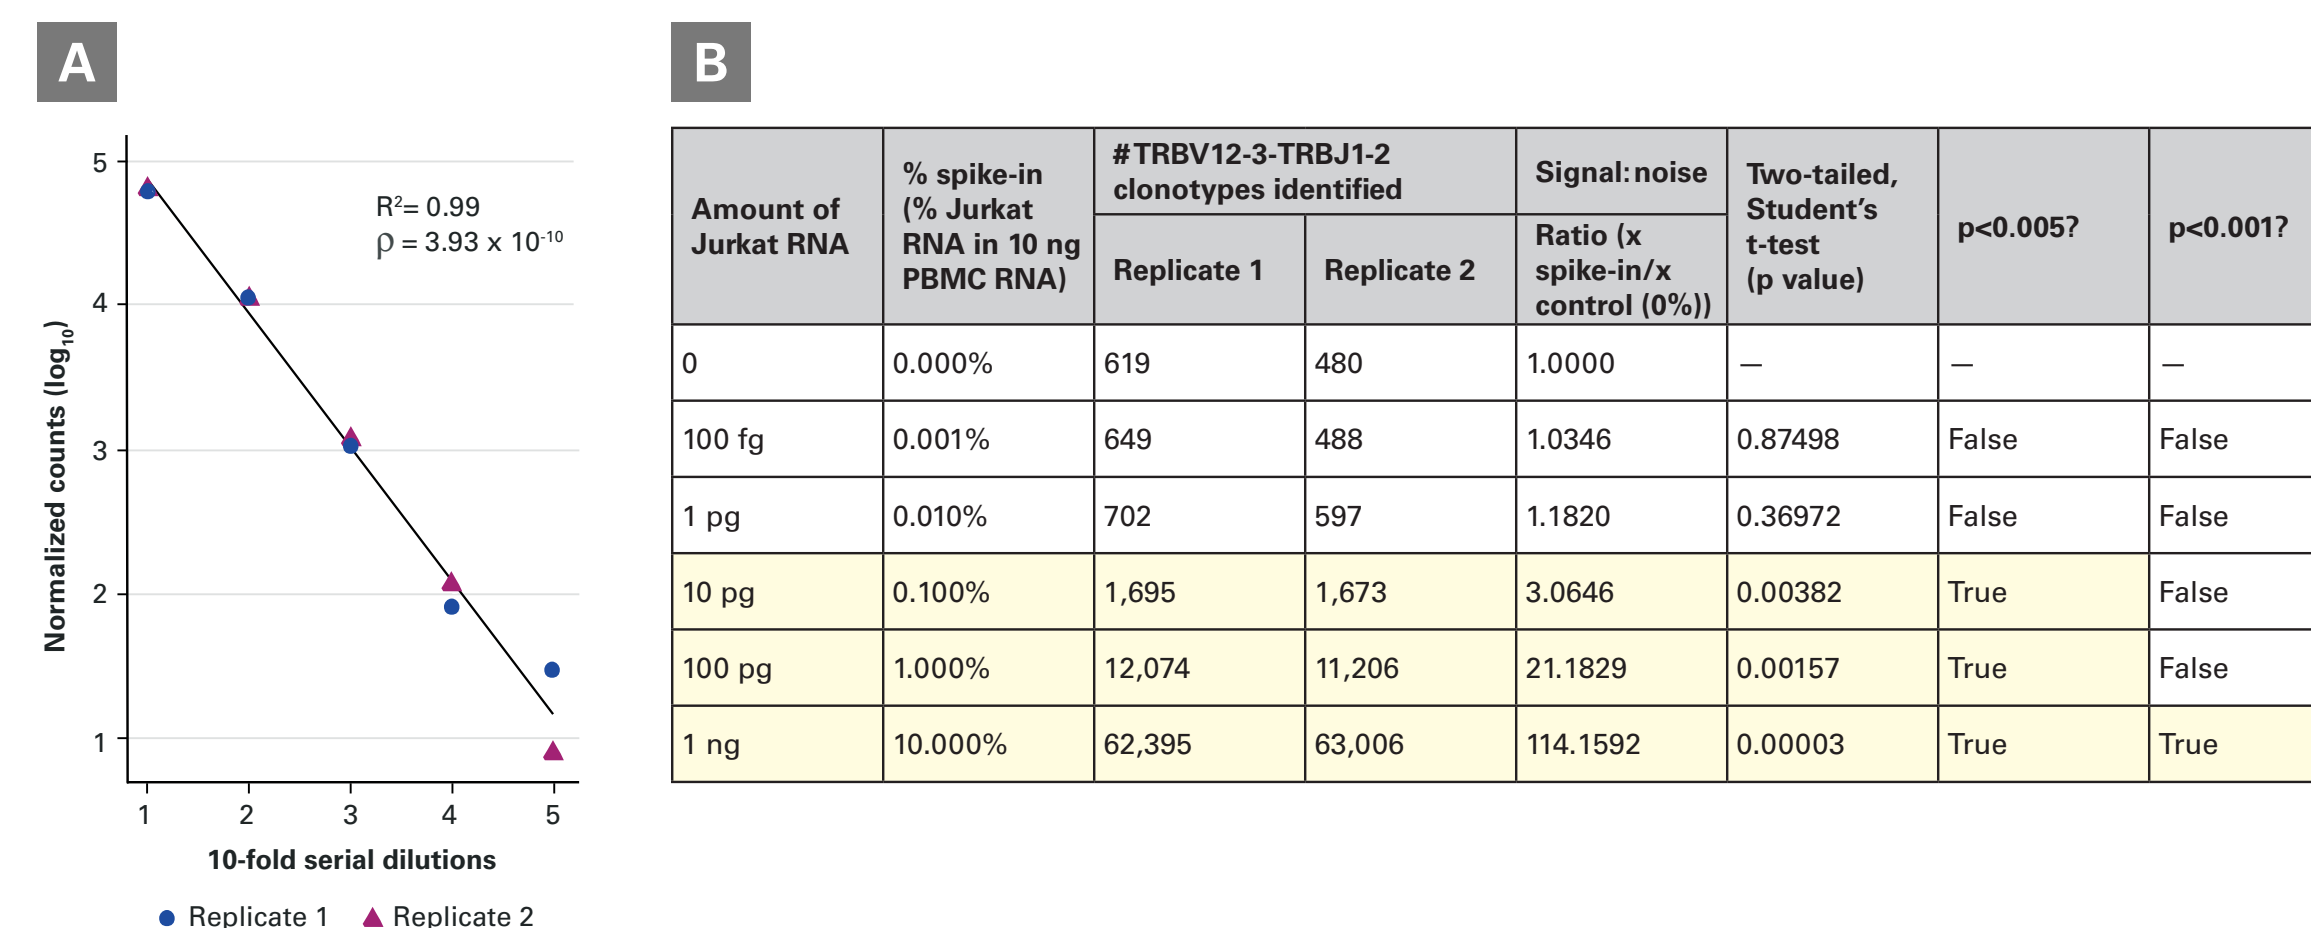 A
B
5
4
3
2
1
Normalized counts (log10)
R2= 0.99
ρ = 3.93 x 10-10
1 2 3 4 5
10-fold serial dilutions
Replicate 1 Replicate 2
Amount of
Jurkat RNA
% spike-in
(% Jurkat
RNA in 10 ng
PBMC RNA)
#TRBV12-3-TRBJ1-2
clonotypes identified
Replicate 1
Replicate 2
Signal:noise
Ratio (x
spike-in/x
control (0%))
Two-tailed,
Student’s
t-test
(p value)
p<0.005?
p<0.001?
0 0.000% 619 480 1.0000 — — —
100 fg 0.001% 649 488 1.0346 0.87498 False False
1 pg 0.010% 702 597 1.1820 0.36972 False False
10 pg 0.100% 1,695 1,673 3.0646 0.00382 True False
100 pg 1.000% 12,074 11,206 21.1829 0.00157 True False
1 ng 10.000% 62,395 63,006 114.1592 0.00003 True True